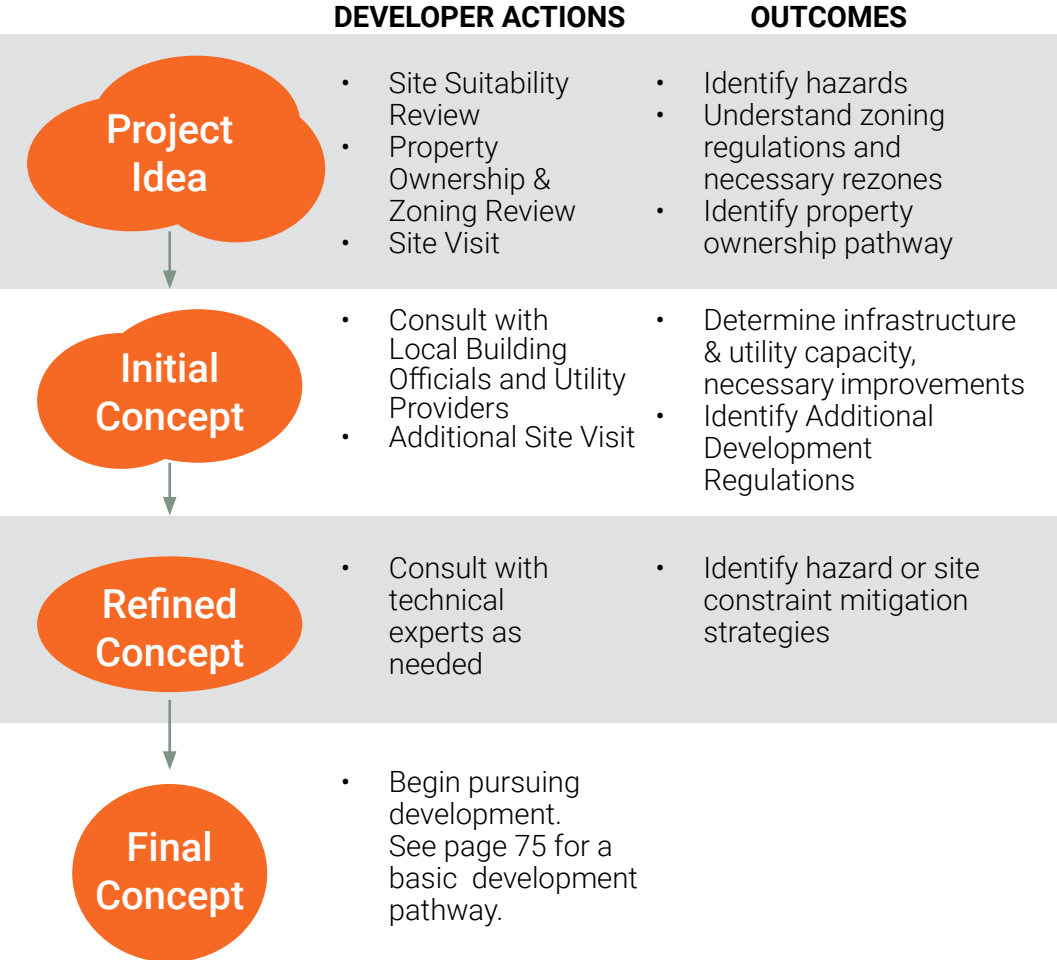 DEVELOPER ACTIONS
OUTCOMES
Project
Idea
• Site Suitability
Review
• Property
Ownership &
Zoning Review
• Site Visit
• Identify hazards
• Understand zoning
regulations and
necessary rezones
• Identify property
ownership pathway
Initial
Concept
• Consult with
Local Building
Officials and Utility
Providers
• Additional Site Visit
• Determine infrastructure
& utility capacity,
necessary improvements
• Identify Additional
Development
Regulations
Refined
Concept
• Consult with
technical
experts as
needed
• Identify hazard or site
constraint mitigation
strategies
Final
Concept
• Begin pursuing
development.
See page 75 for a
basic development
pathway.